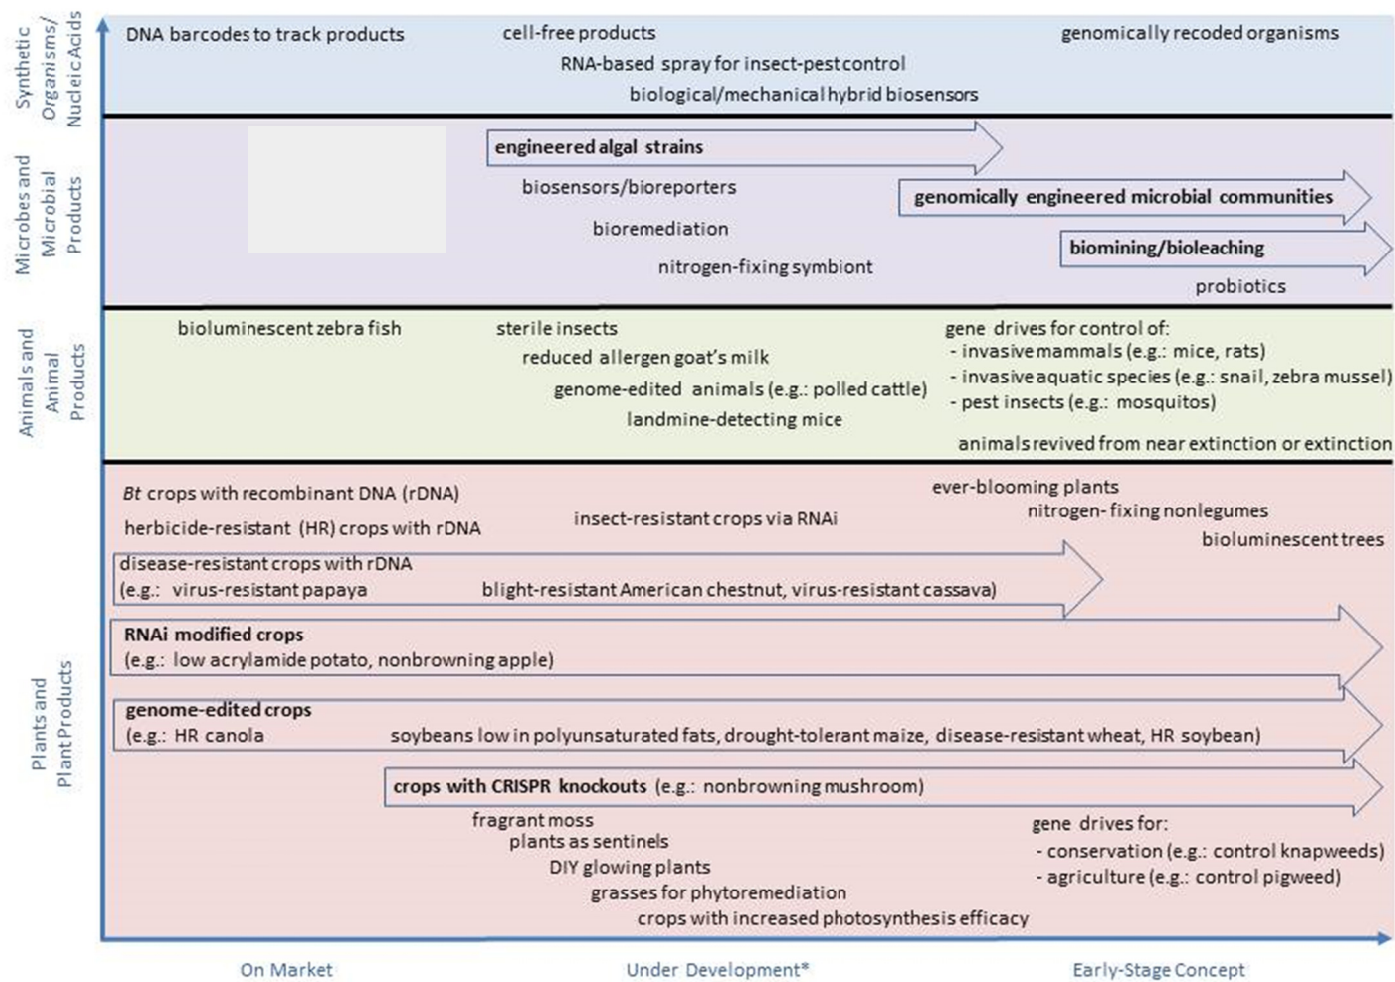 Synthetic
Organisms/
Nucleic Acids
DNA barcodes to track products
cell-free products
genomically recoded organisms
RNA-based spray for insect-pest control
biological/mechanical hybrid biosensors
Microbes and
Microbial
Products
engineered algal strains
biosensors/bioreporters
genomically engineered microbial communities
bioremediation
biomining/bioleaching
nitrogen-fixing symbiont
probiotics
Animals and
Animal
Products
bioluminescent zebra fish
sterile insects
gene drives for control of:
reduced allergen goat's milk
- invasive mammals (e.g.: mice, rats)
genome-edited animals (e.g.: polled cattle)
- invasive aquatic species (e.g.: snail, zebra mussel)
- pest insects (e.g.: mosquitos)
landmine-detecting mice
animals revived from near extinction or extinction
Plants and
Plant Products
Bt crops with recombinant DNA (rDNA)
ever-blooming plants
herbicide-resistant (HR) crops with rDNA
insect-resistant crops via RNAi
nitrogen- fixing nonlegumes
bioluminescent trees
disease-resistant crops with rDNA
(e.g.: virus-resistant papaya blight-resistant American chestnut, virus-resistant cassava)
RNAi modified crops
(e.g.: low acrylamide potato, nonbrowning apple)
genome-edited crops
(e.g.: HR canola soybeans low in polyunsaturated fats, drought-tolerant maize, disease-resistant wheat, HR soybean)
crops with CRISPR knockouts (e.g.: nonbrowning mushroom)
fragrant moss
plants as sentinels
DIY glowing plants
grasses for phytoremediation
crops with increased photosynthesis efficacy
gene drives for:
- conservation (e.g.: control knapweeds)
- agriculture (e.g.: control pigweed)
On Market
Under Development*
Early-Stage Concept